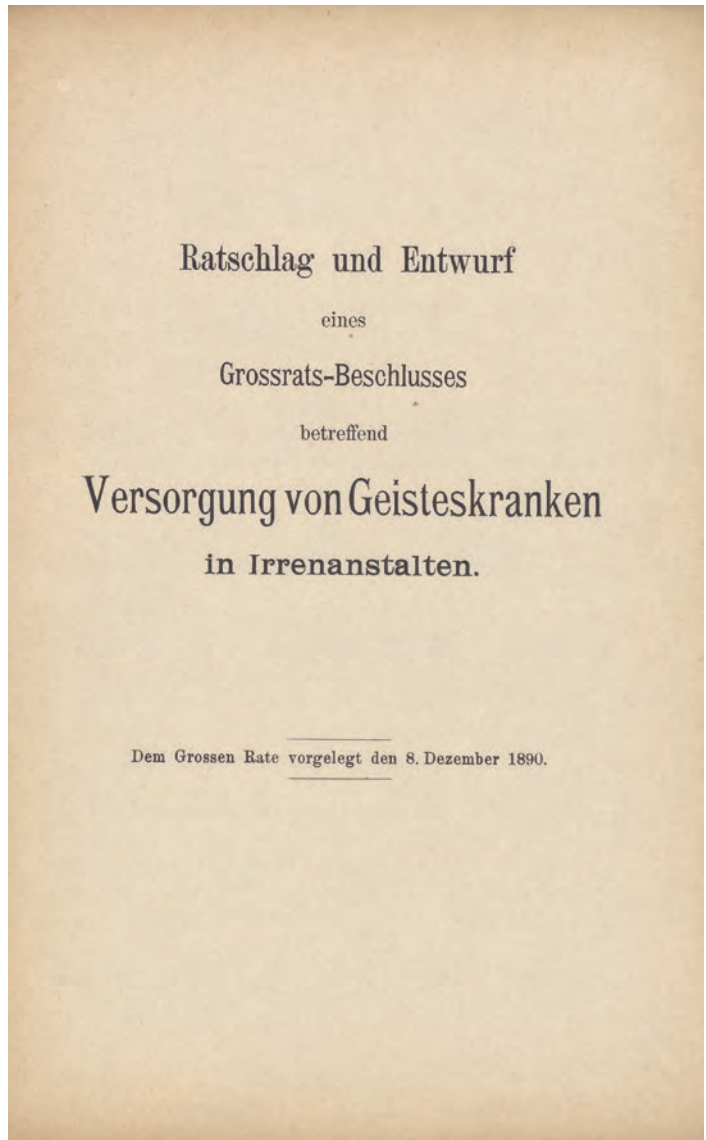 Ratschlag und Entwurf
eines
Grossrats-Beschlusses
betreffend
Versorgung von Geisteskranken
in Irrenanstalten.
Dem Grossen Rate vorgelegt den 8. Dezember 1890.